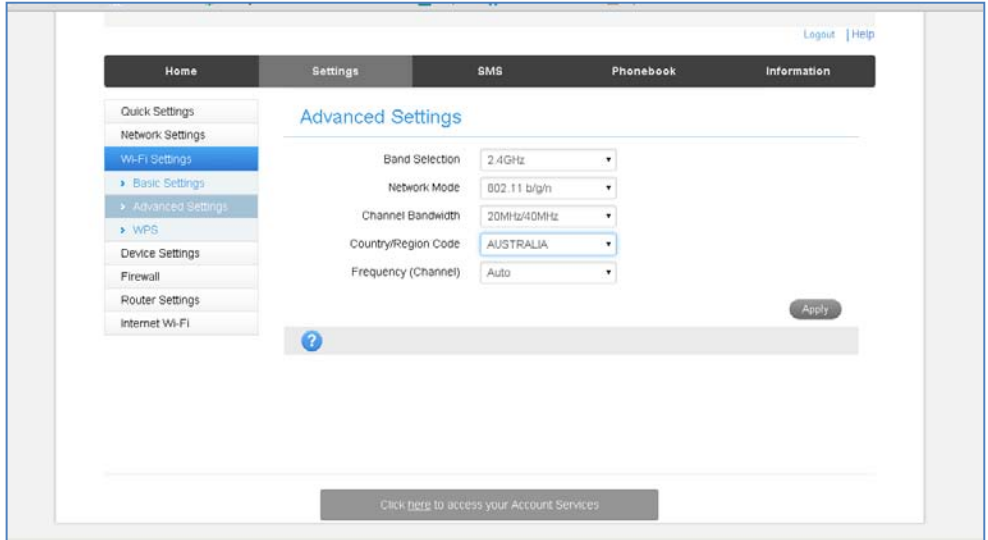 Logout | Help
Home Settings SMS Phonebook Information
Quick Settings
Network Settings
Wi-Fi Settings
Basic Settings
Advanced Settings
WPS
Device Settings
Firewall
Router Settings
Internet Wi-Fi
Advanced Settings
Band Selection 2.4GHz
Network Mode 802.11 b/g/n
Channel Bandwidth 20MHz/40MHz
Country/Region Code AUSTRALIA
Frequency (Channel) Auto
Apply
?
Click here to access your Account Services